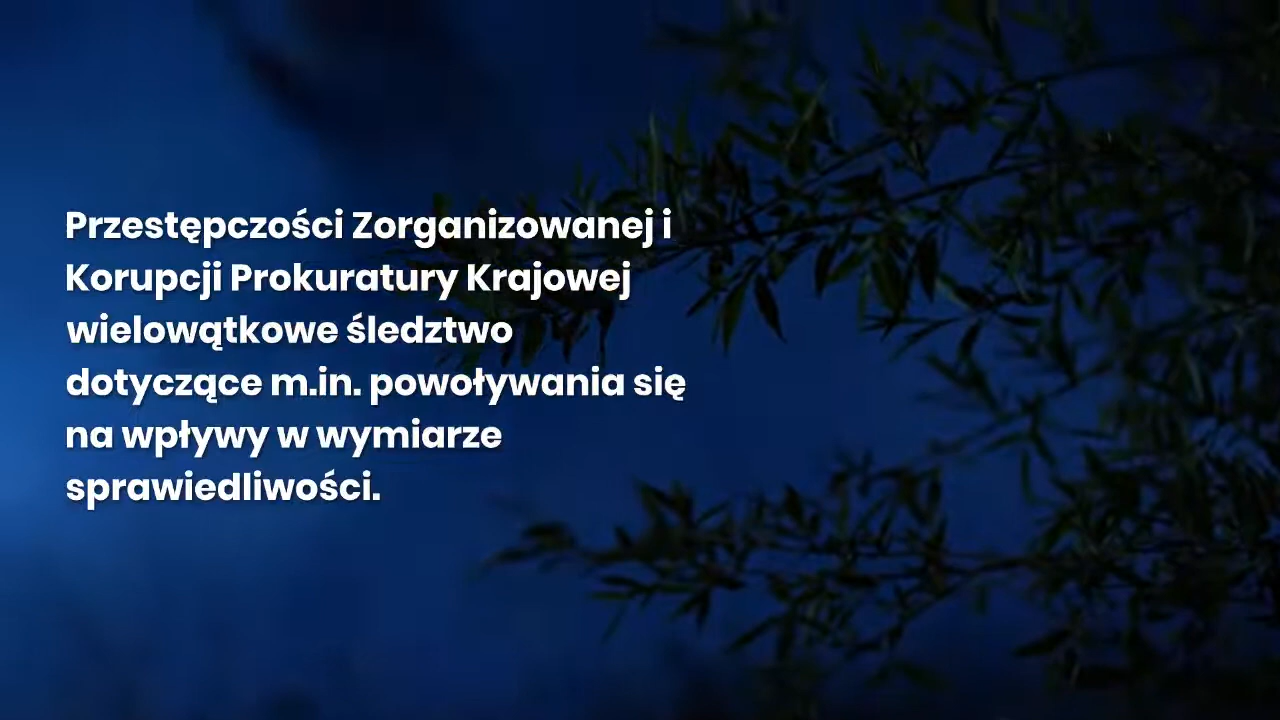 Przestępczości Zorganizowanej i
Korupcji Prokuratury Krajowej
wielowątkowe śledztwo
dotyczące m.in. powoływania się
na wpływy w wymiarze
sprawiedliwości.